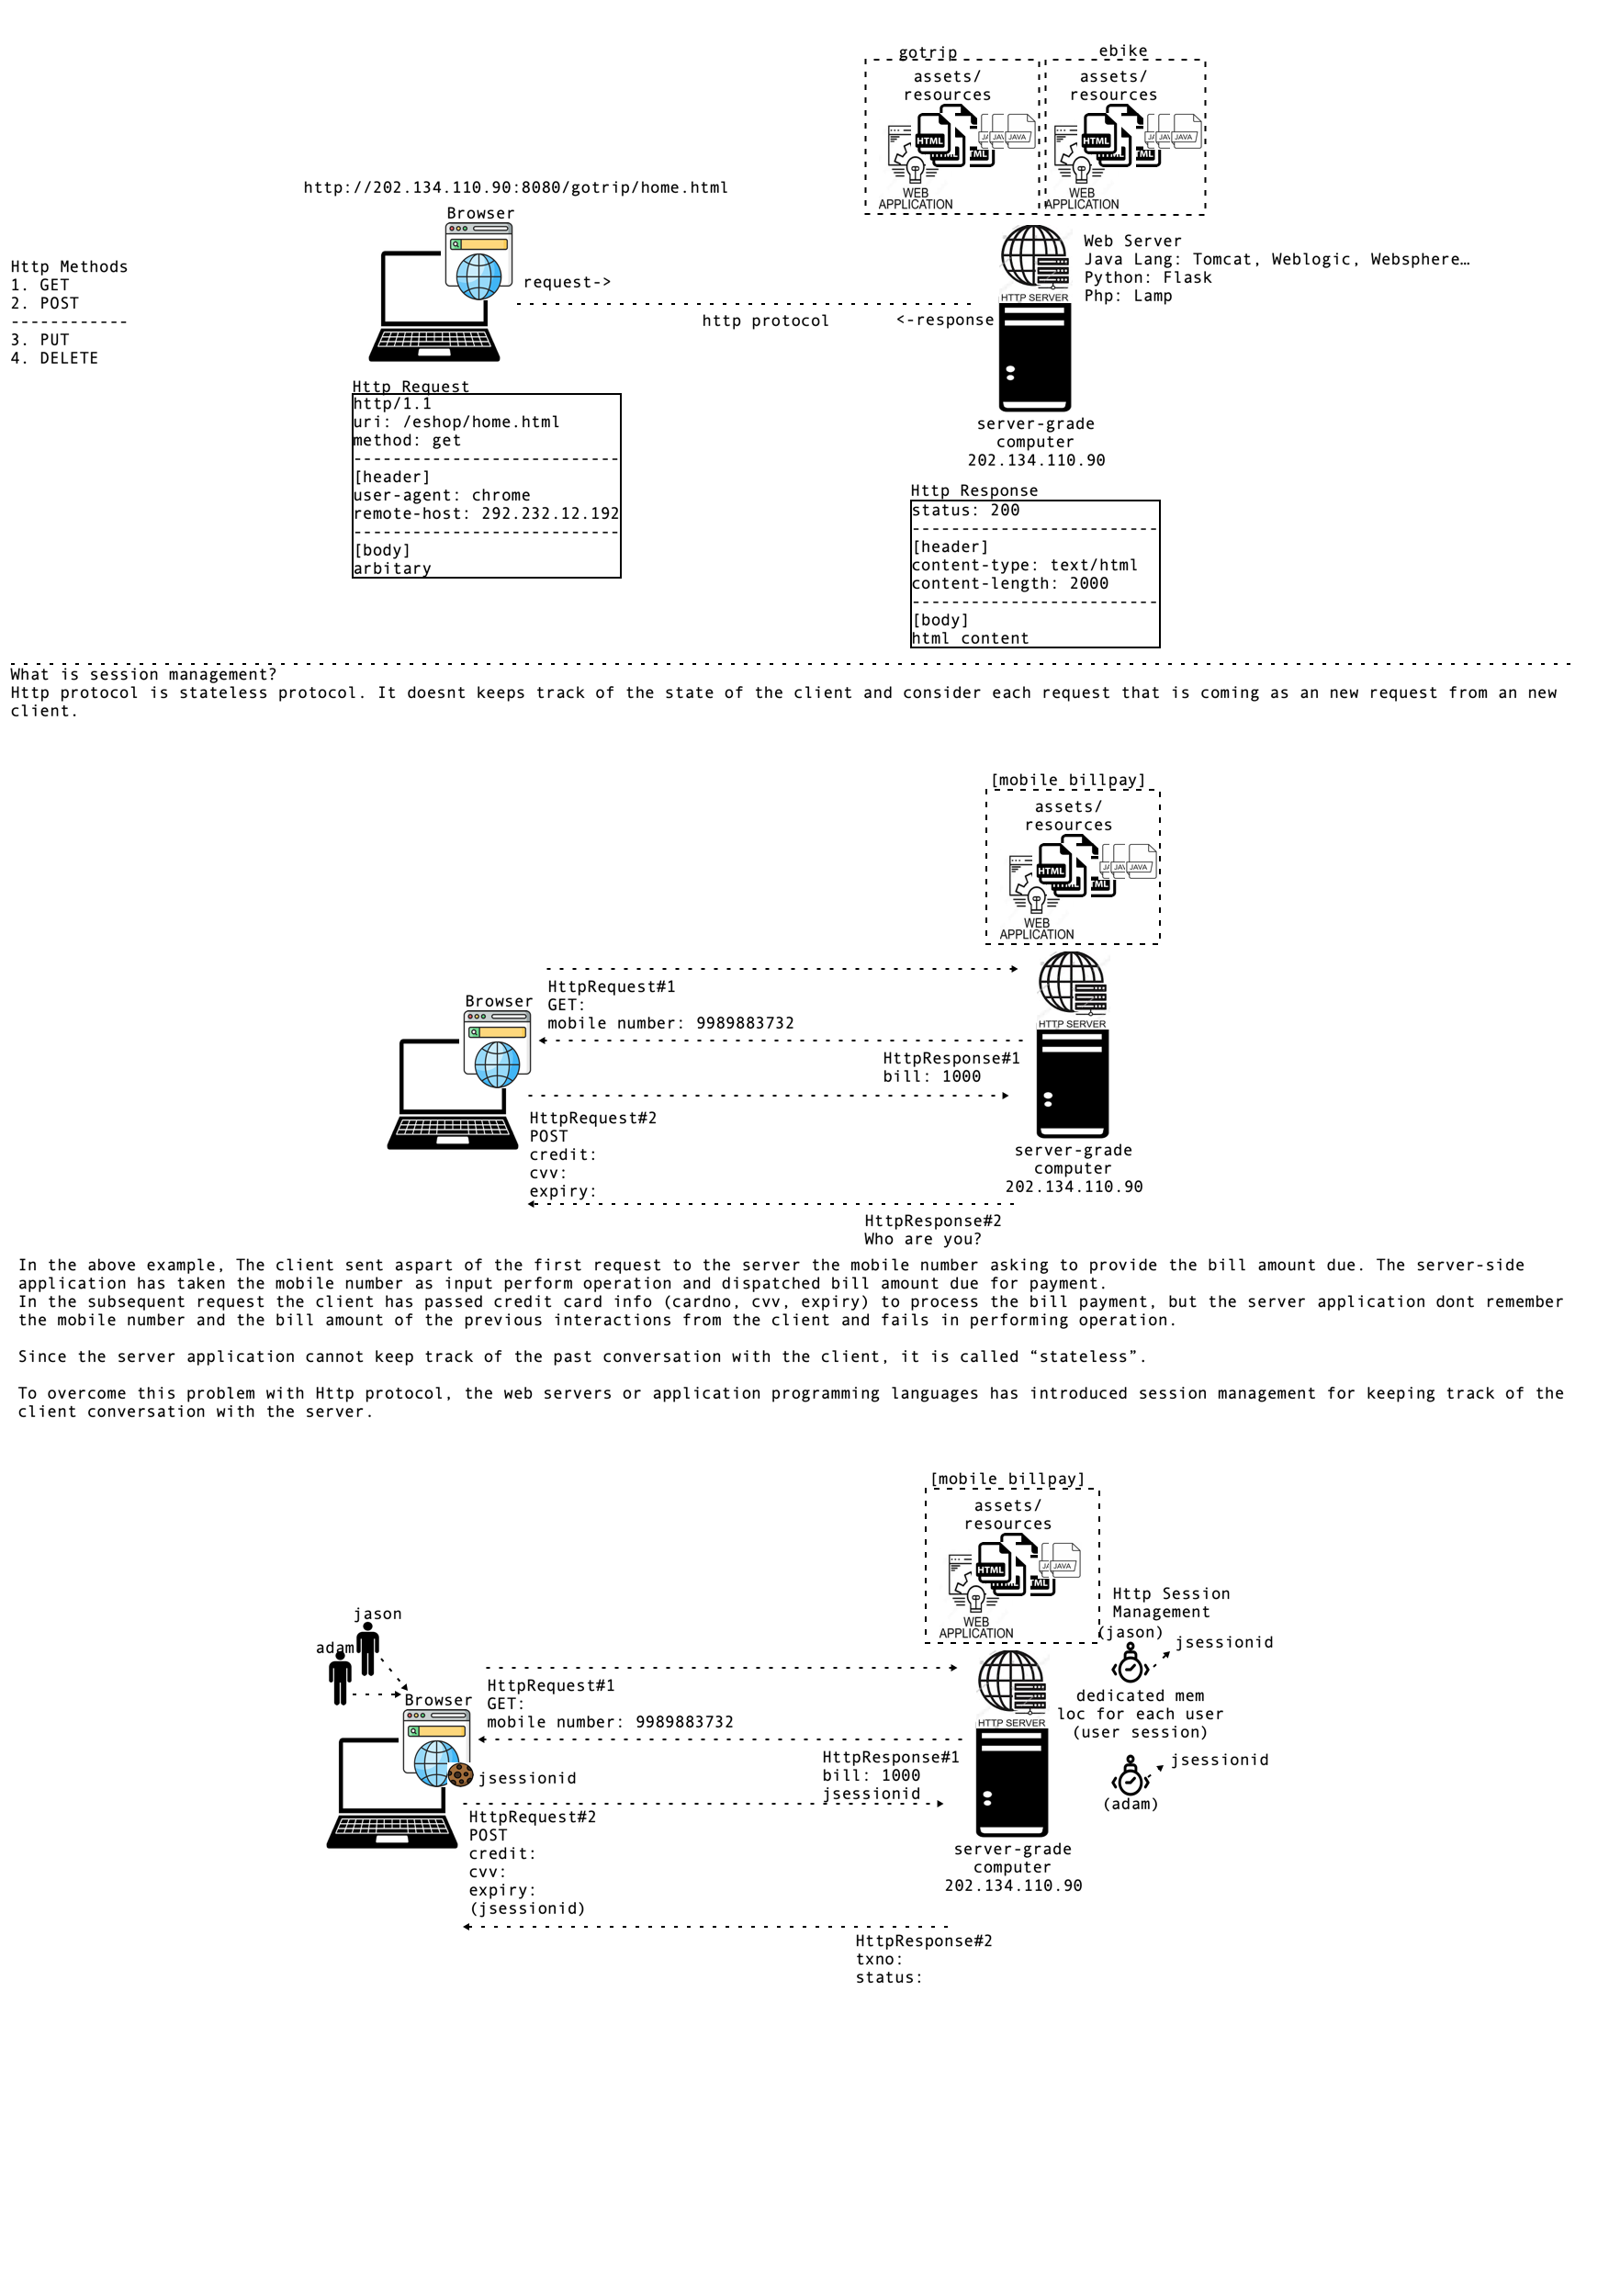 gotrip
ebike
assets/
resources
assets/
resources
HTML
JAVA
HTML
JAVA
WEB
APPLICATION
WEB
APPLICATION
http://202.134.110.90:8080/gotrip/home.html
Browser
Web Server
Java Lang: Tomcat, Weblogic, Websphere…
Python: Flask
Php: Lamp
Http Methods
1. GET
2. POST
------------
3. PUT
4. DELETE
request->
HTTP SERVER
http protocol
<-response
Http Request
http/1.1
uri: /eshop/home.html
method: get
---------------------------
[header]
user-agent: chrome
remote-host: 292.232.12.192
---------------------------
[body]
arbitary
server-grade
computer
202.134.110.90
Http Response
status: 200
-------------------------
[header]
content-type: text/html
content-length: 2000
-------------------------
[body]
html content
What is session management?
Http protocol is stateless protocol. It doesnt keeps track of the state of the client and consider each request that is coming as an new request from an new
client.
[mobile billpay]
assets/
resources
HTML
JAVA
WEB
APPLICATION
HttpRequest#1
GET:
mobile number: 9989883732
Browser
HTTP SERVER
HttpResponse#1
bill: 1000
HttpRequest#2
POST
credit:
cvv:
expiry:
server-grade
computer
202.134.110.90
HttpResponse#2
Who are you?
In the above example, The client sent aspart of the first request to the server the mobile number asking to provide the bill amount due. The server-side
application has taken the mobile number as input perform operation and dispatched bill amount due for payment.
In the subsequent request the client has passed credit card info (cardno, cvv, expiry) to process the bill payment, but the server application dont remember
the mobile number and the bill amount of the previous interactions from the client and fails in performing operation.
Since the server application cannot keep track of the past conversation with the client, it is called “stateless”.
To overcome this problem with Http protocol, the web servers or application programming languages has introduced session management for keeping track of the
client conversation with the server.
[mobile billpay]
assets/
resources
HTML
JAVA
WEB
APPLICATION
Http Session
Management
(jason)
jsessionid
jason
adam
Browser
HttpRequest#1
GET:
mobile number: 9989883732
HTTP SERVER
dedicated mem
loc for each user
(user session)
jsessionid
(adam)
jsessionid
HttpResponse#1
bill: 1000
jsessionid
HttpRequest#2
POST
credit:
cvv:
expiry:
(jsessionid)
server-grade
computer
202.134.110.90
HttpResponse#2
txno:
status: